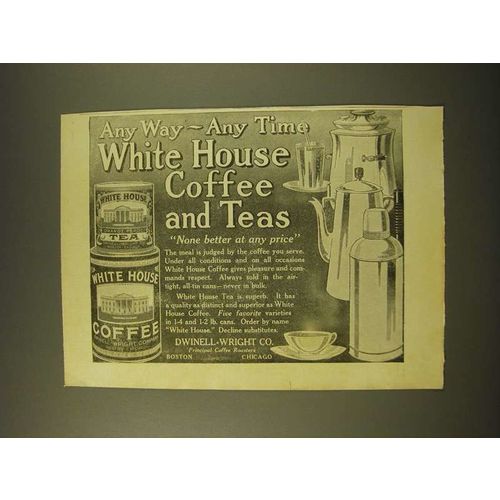 Any Way - Any Time
White House
Coffee
and Teas
"None better at any price"
The meal is judged by the coffee you serve.
Under all conditions and on all occasions
White House Coffee gives pleasure and com-
mands respect. Always sold in the air-
tight, all-tin cans—never in bulk.
White House Tea is superb. It has
a quality as distinct and superior as White
House Coffee. Five favorite varieties
in 1-4 and 1-2 lb. cans. Order by name
"White House." Decline substitutes.
DWINELL-WRIGHT CO.
Principal Coffee Roasters
BOSTON CHICAGO
WHITE HOUSE
TEA
WHITE HOUSE
COFFEE
DWINELL-WRIGHT COMPANY